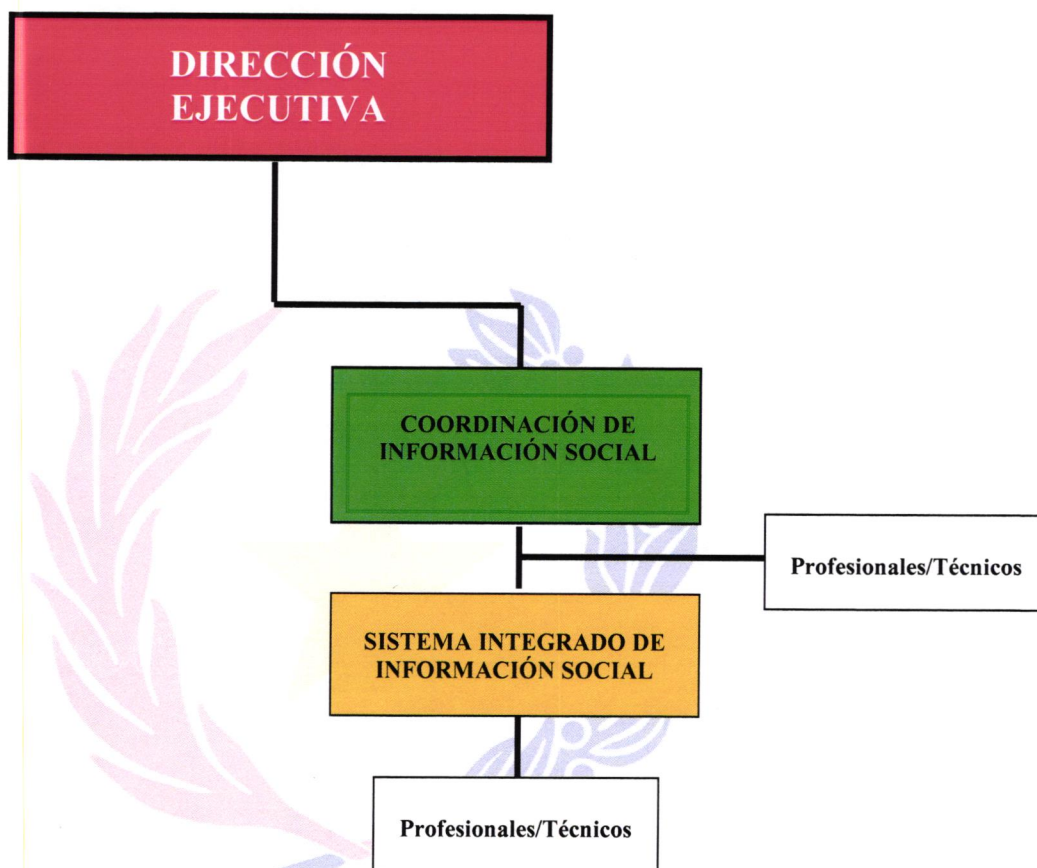 DIRECCIÓN
EJECUTIVA
COORDINACIÓN DE
INFORMACIÓN SOCIAL
Profesionales/Técnicos
SISTEMA INTEGRADO DE
INFORMACIÓN SOCIAL
Profesionales/Técnicos